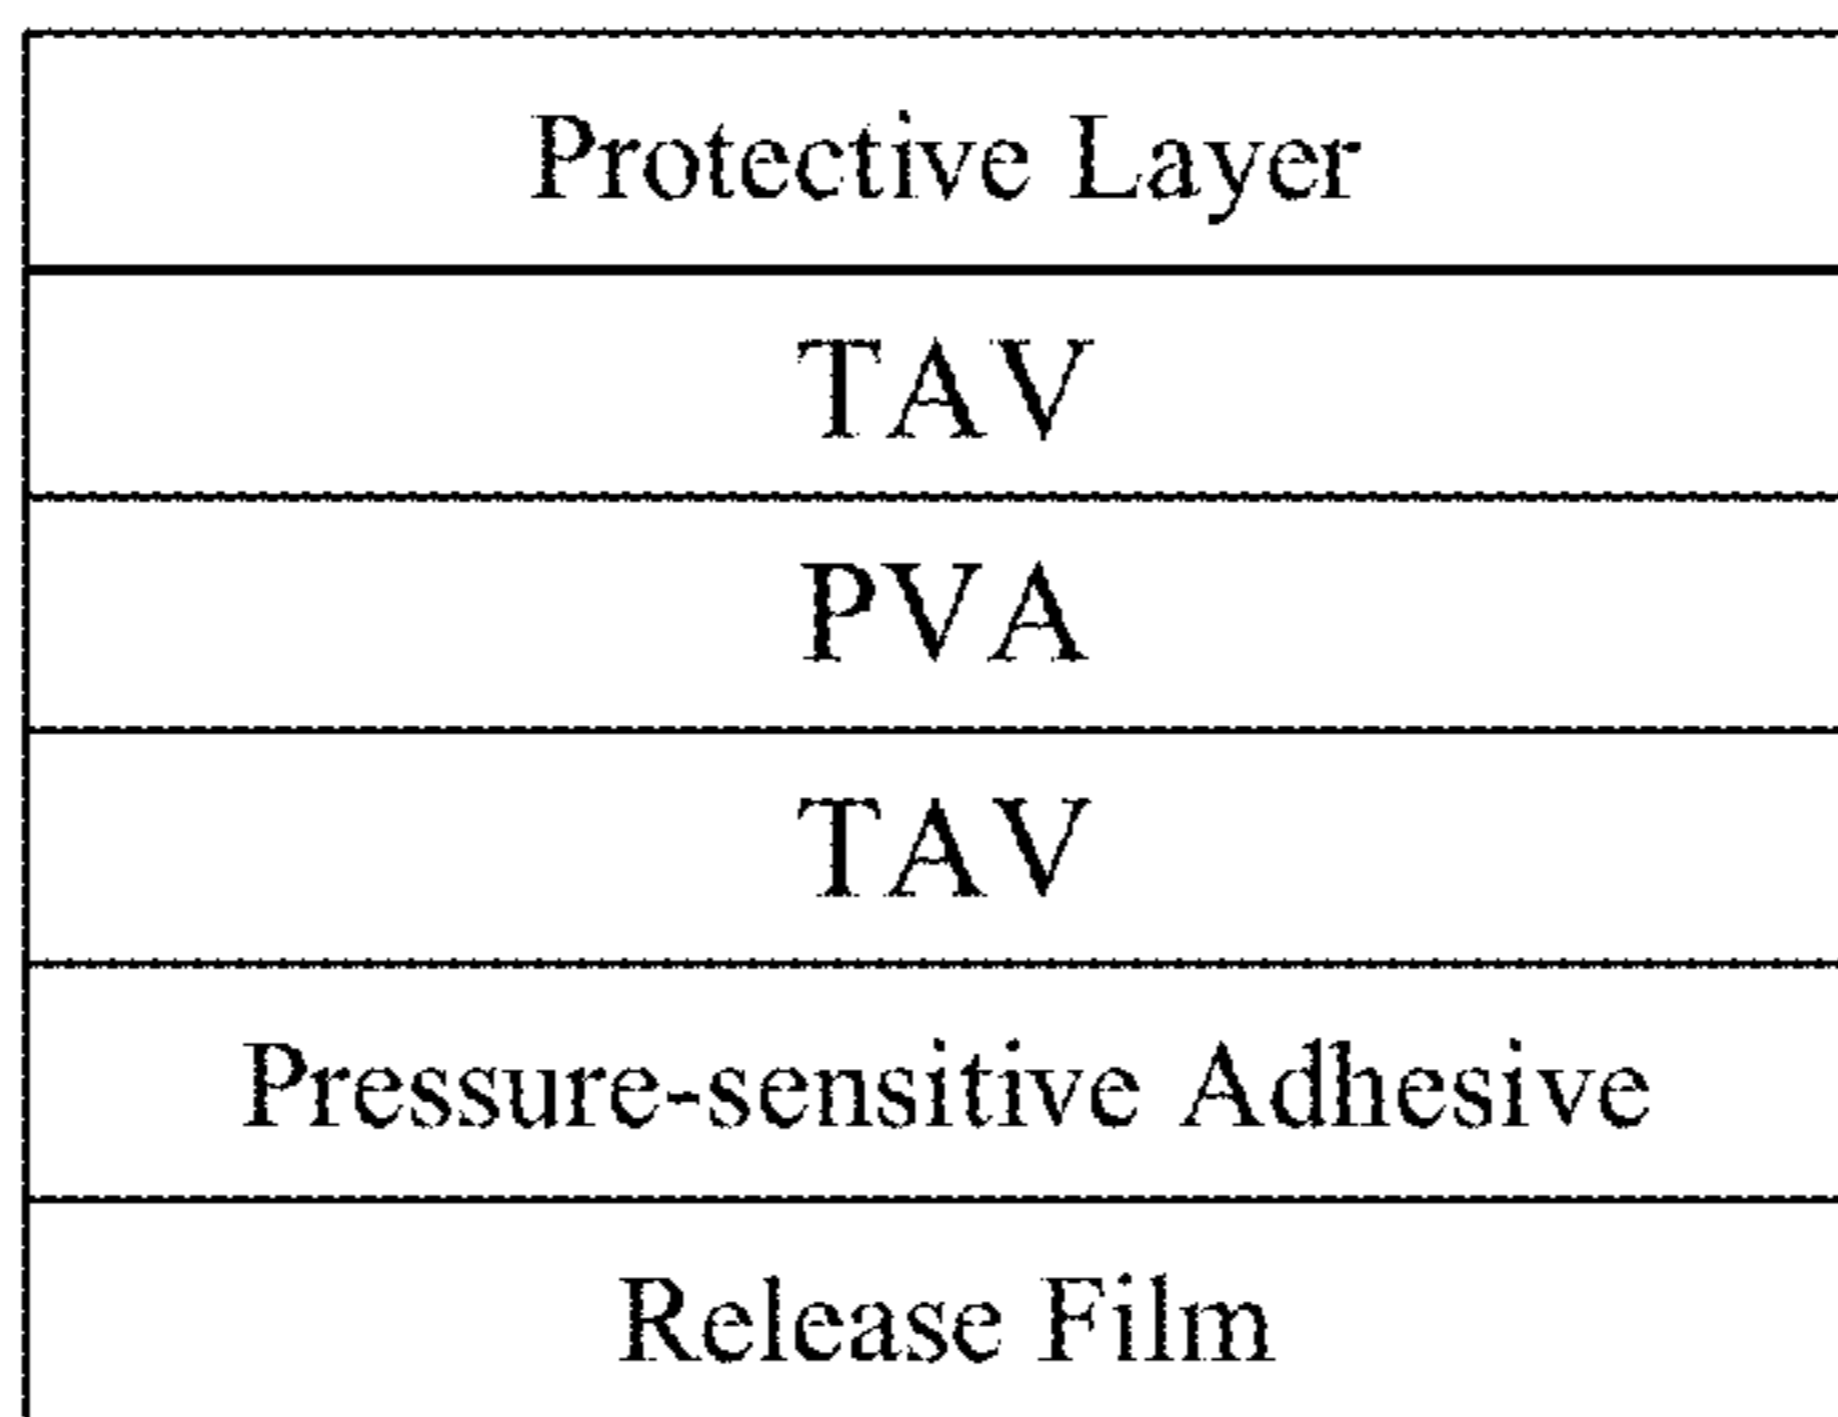 Protective Layer
TAV
PVA
TAV
Pressure-sensitive Adhesive
Release Film